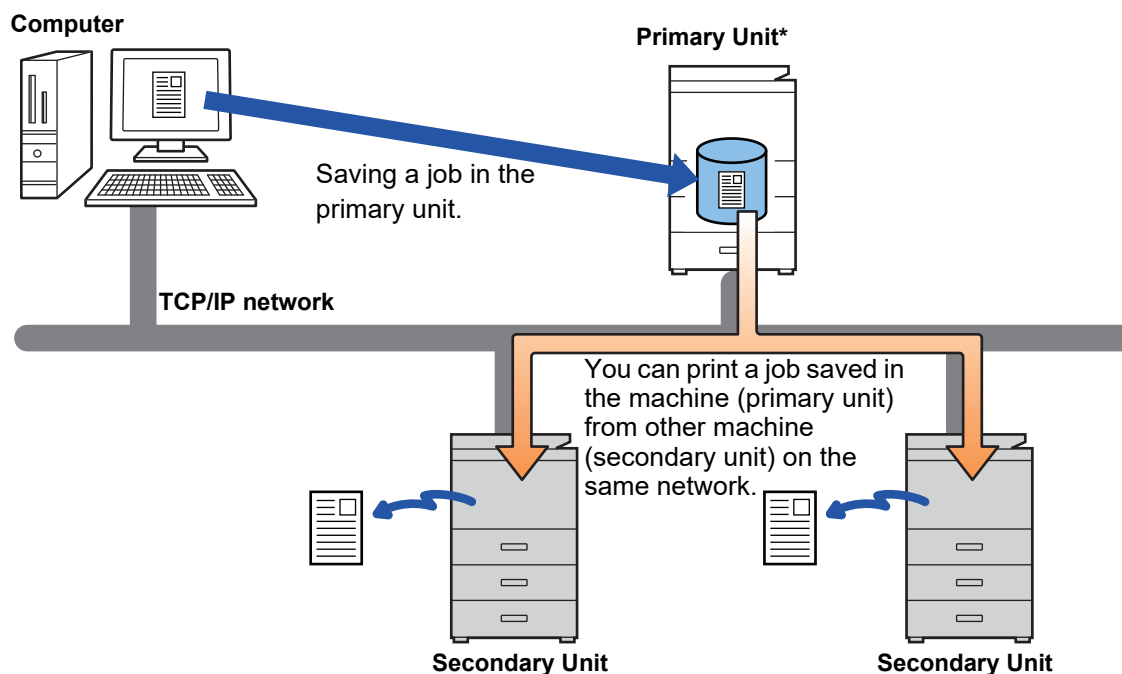 Computer
Primary Unit*
Saving a job in the
primary unit.
TCP/IP network
You can print a job saved in
the machine (primary unit)
from other machine
(secondary unit) on the
same network.
Secondary Unit
Secondary Unit